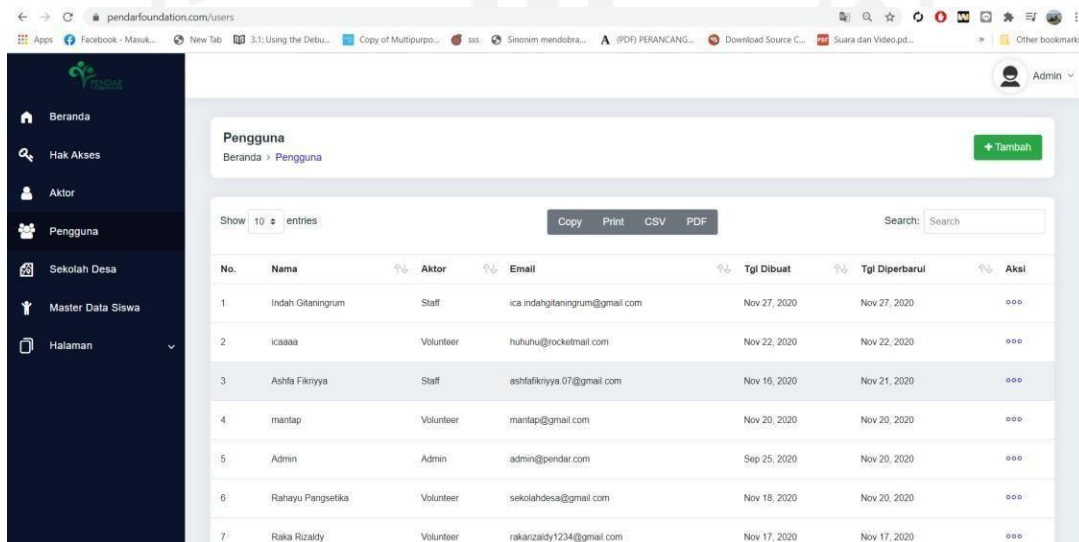 pendarfoundation.com/users
Apps Facebook - Masuk... New Tab 3.1: Using the Debu... Copy of Multipurpo... sss Sinonim mendobra... (PDF) PERANCANG... Download Source C... Suara dan Video.pd... » Other bookmark
PENDAR
Admin
Beranda
Hak Akses
Aktor
Pengguna
Sekolah Desa
Master Data Siswa
Halaman
Pengguna
Beranda > Pengguna
+ Tambah
Show 10 entries
Copy Print CSV PDF
Search: Search
No. Nama Aktor Email Tgl Dibuat Tgl Diperbarui Aksi
1 Indah Gitaningrum Staff ica.indahgitaningrum@gmail.com Nov 27, 2020 Nov 27, 2020
2 icaaaa Volunteer huhuhu@rocketmail.com Nov 22, 2020 Nov 22, 2020
3 Ashfa Fikriyya Staff ashfafikriyya.07@gmail.com Nov 16, 2020 Nov 21, 2020
4 mantap Volunteer mantap@gmail.com Nov 20, 2020 Nov 20, 2020
5 Admin Admin admin@pendar.com Sep 25, 2020 Nov 20, 2020
6 Rahayu Pangsetika Volunteer sekolahdesa@gmail.com Nov 18, 2020 Nov 20, 2020
7 Raka Rizaldy Volunteer rakarizaldy1234@gmail.com Nov 17, 2020 Nov 17, 2020